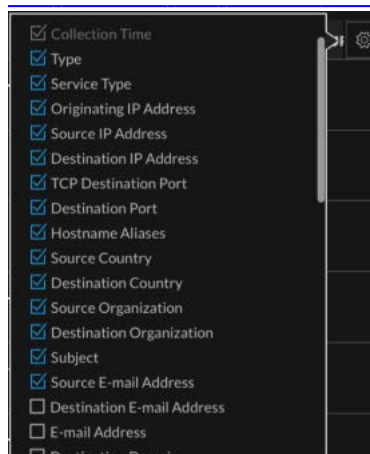 Collection Time
Type
Service Type
Originating IP Address
Source IP Address
Destination IP Address
TCP Destination Port
Destination Port
Hostname Aliases
Source Country
Destination Country
Source Organization
Destination Organization
Subject
Source E-mail Address
Destination E-mail Address
E-mail Address